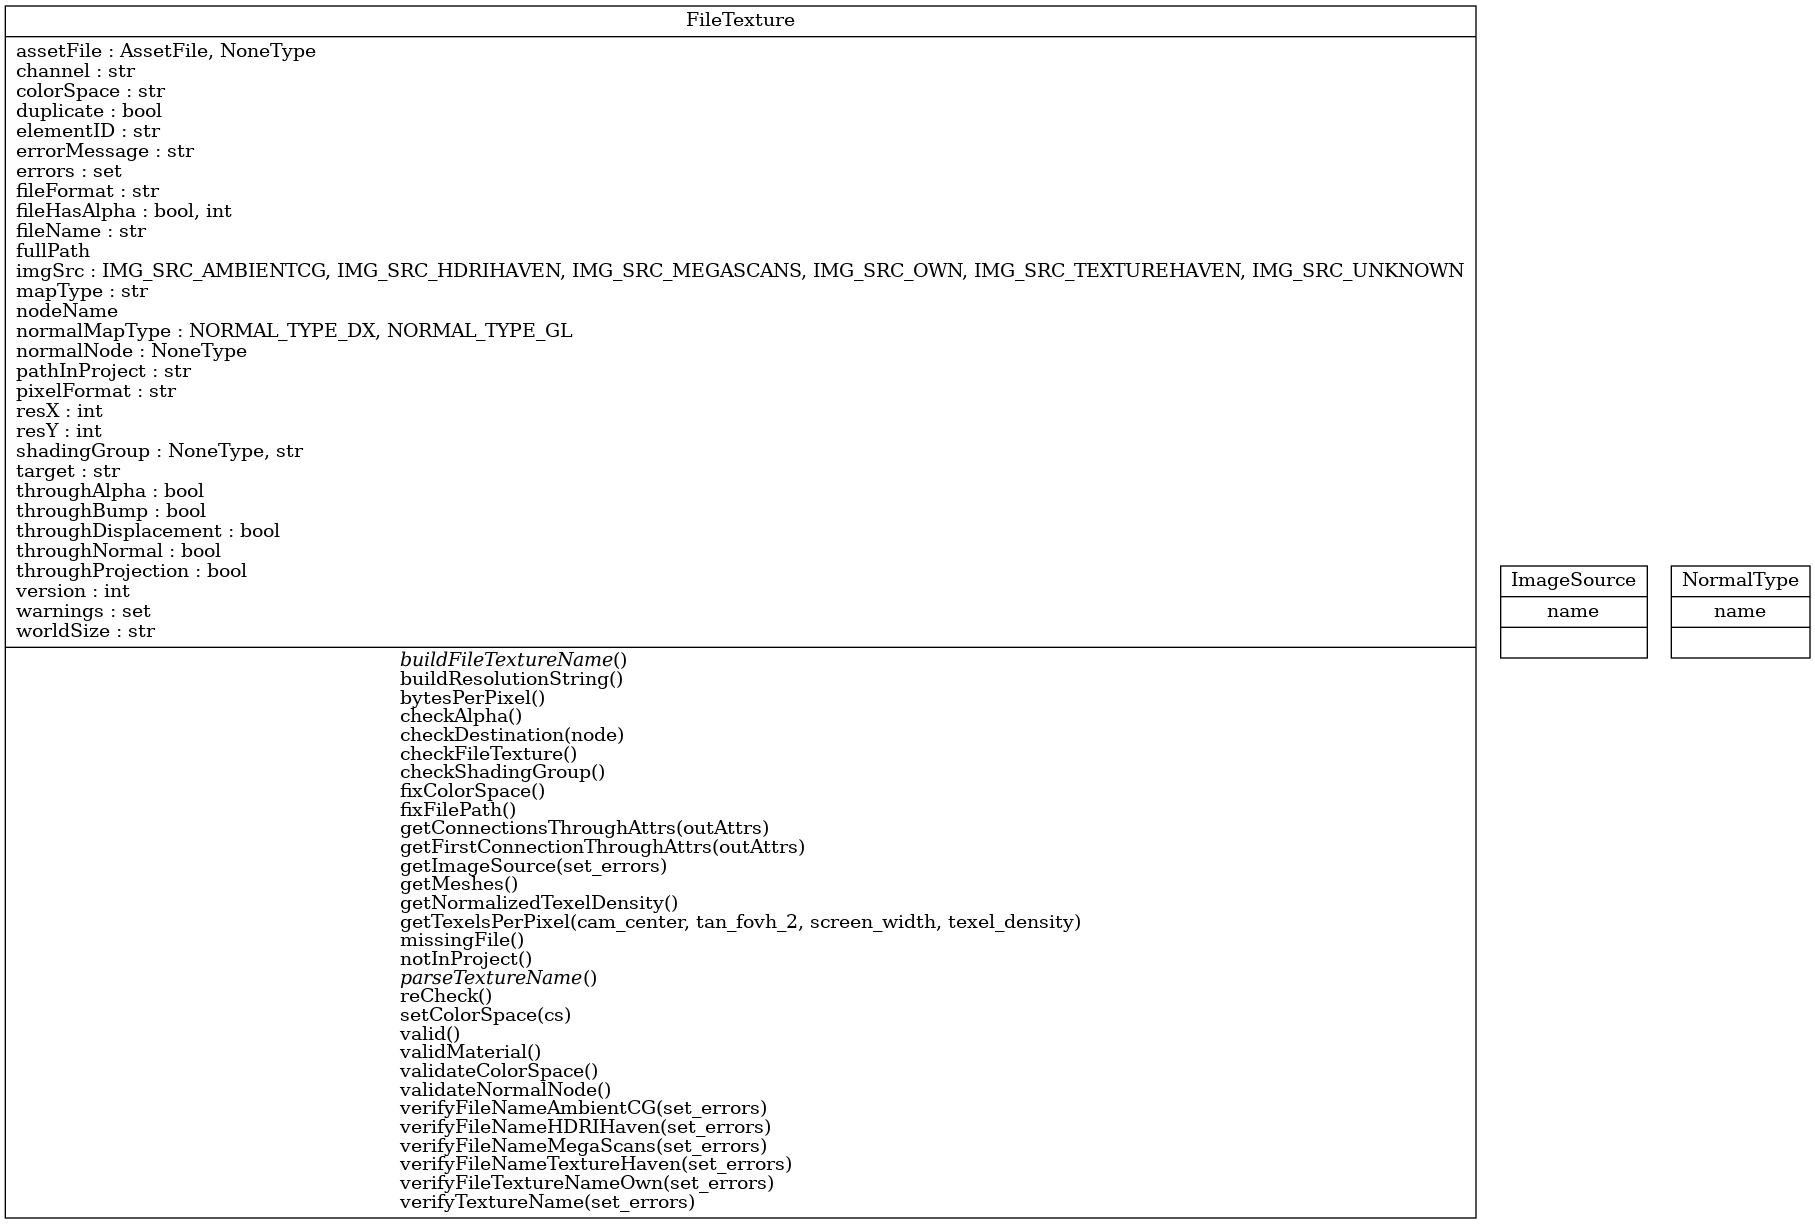 FileTexture
assetFile : AssetFile, NoneType
channel : str
colorSpace : str
duplicate : bool
elementID : str
errorMessage : str
errors : set
fileFormat : str
fileHasAlpha : bool, int
fileName : str
fullPath
imgSrc : IMG_SRC_AMBIENTCG, IMG_SRC_HDRIHAVEN, IMG_SRC_MEGASCANS, IMG_SRC_OWN, IMG_SRC_TEXTUREHAVEN, IMG_SRC_UNKNOWN
mapType : str
nodeName
normalMapType : NORMAL_TYPE_DX, NORMAL_TYPE_GL
normalNode : NoneType
pathInProject : str
pixelFormat : str
resX : int
resY : int
shadingGroup : NoneType, str
target : str
throughAlpha : bool
throughBump : bool
throughDisplacement : bool
throughNormal : bool
throughProjection : bool
version : int
warnings : set
worldSize : str
buildFileTextureName()
buildResolutionString()
bytesPerPixel()
checkAlpha()
checkDestination(node)
checkFileTexture()
checkShadingGroup()
fixColorSpace()
fixFilePath()
getConnectionsThroughAttrs(outAttrs)
getFirstConnectionThroughAttrs(outAttrs)
getImageSource(set_errors)
getMeshes()
getNormalizedTexelDensity()
getTexelsPerPixel(cam_center, tan_fovh_2, screen_width, texel_density)
missingFile()
notInProject()
parseTextureName()
reCheck()
setColorSpace(cs)
valid()
validMaterial()
validateColorSpace()
validateNormalNode()
verifyFileNameAmbientCG(set_errors)
verifyFileNameHDRIHaven(set_errors)
verifyFileNameMegaScans(set_errors)
verifyFileNameTextureHaven(set_errors)
verifyFileTextureNameOwn(set_errors)
verifyTextureName(set_errors)
ImageSource
name
NormalType
name